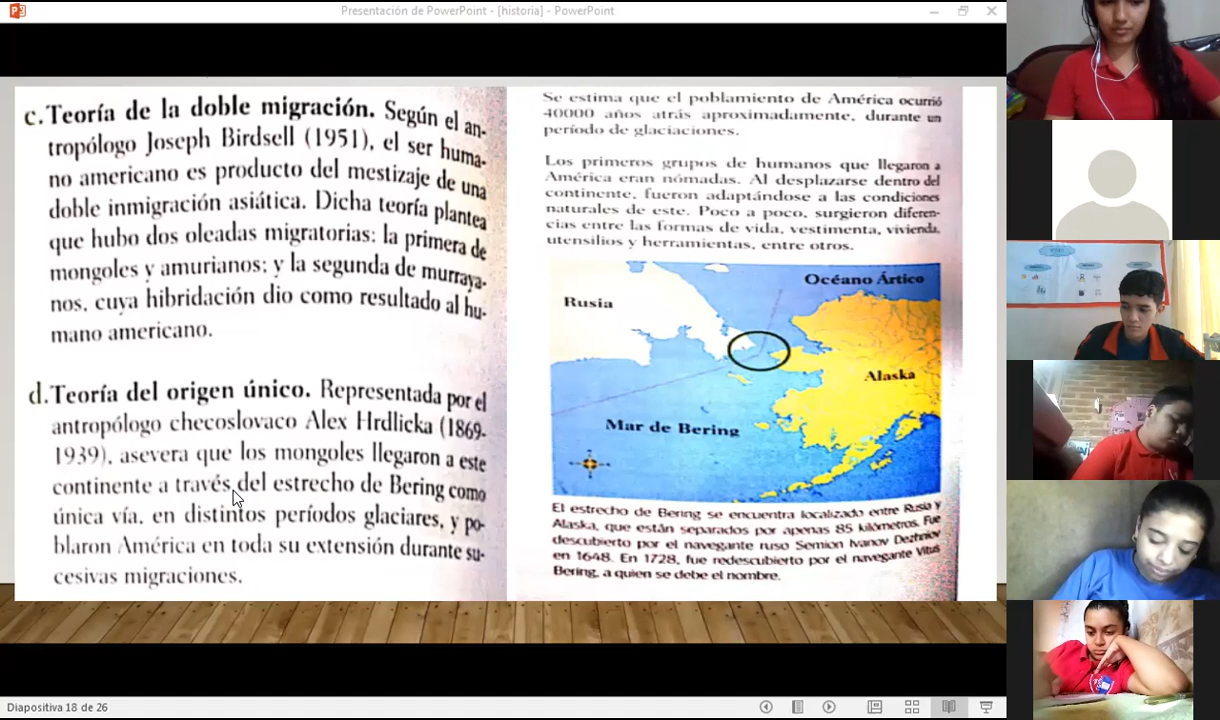 Presentación de PowerPoint - [historia] - PowerPoint
c. Teoría de la doble migración. Según el an-
tropólogo Joseph Birdsell (1951), el ser huma-
no americano es producto del mestizaje de una
doble inmigración asiática. Dicha teoría plantea
que hubo dos oleadas migratorias: la primera de
mongoles y amurianos; y la segunda de murraya-
nos, cuya hibridación dio como resultado al hu-
mano americano.
d. Teoría del origen único. Representada por el
antropólogo checoslovaco Alex Hrdlicka (1869-
1939), asevera que los mongoles llegaron a este
continente a través del estrecho de Bering como
única vía, en distintos períodos glaciares, y po-
blaron América en toda su extensión durante su-
cesivas migraciones.
Se estima que el poblamiento de América ocurrió
40000 años atrás aproximadamente, durante un
período de glaciaciones.
Los primeros grupos de humanos que llegaron a
América eran nómadas. Al desplazarse dentro del
continente, fueron adaptándose a las condiciones
naturales de este. Poco a poco, surgieron diferen-
cias entre las formas de vida, vestimenta, vivienda,
utensilios y herramientas, entre otros.
Océano Ártico
Rusia
Alaska
Mar de Bering
El estrecho de Bering se encuentra localizado entre Rusia y
Alaska, que están separados por apenas 85 kilómetros. Fue
descubierto por el navegante ruso Semion Ivanov Dezhniov
en 1648. En 1728, fue redescubierto por el navegante Vitus
Bering, a quien se debe el nombre.
Diapositiva 18 de 26